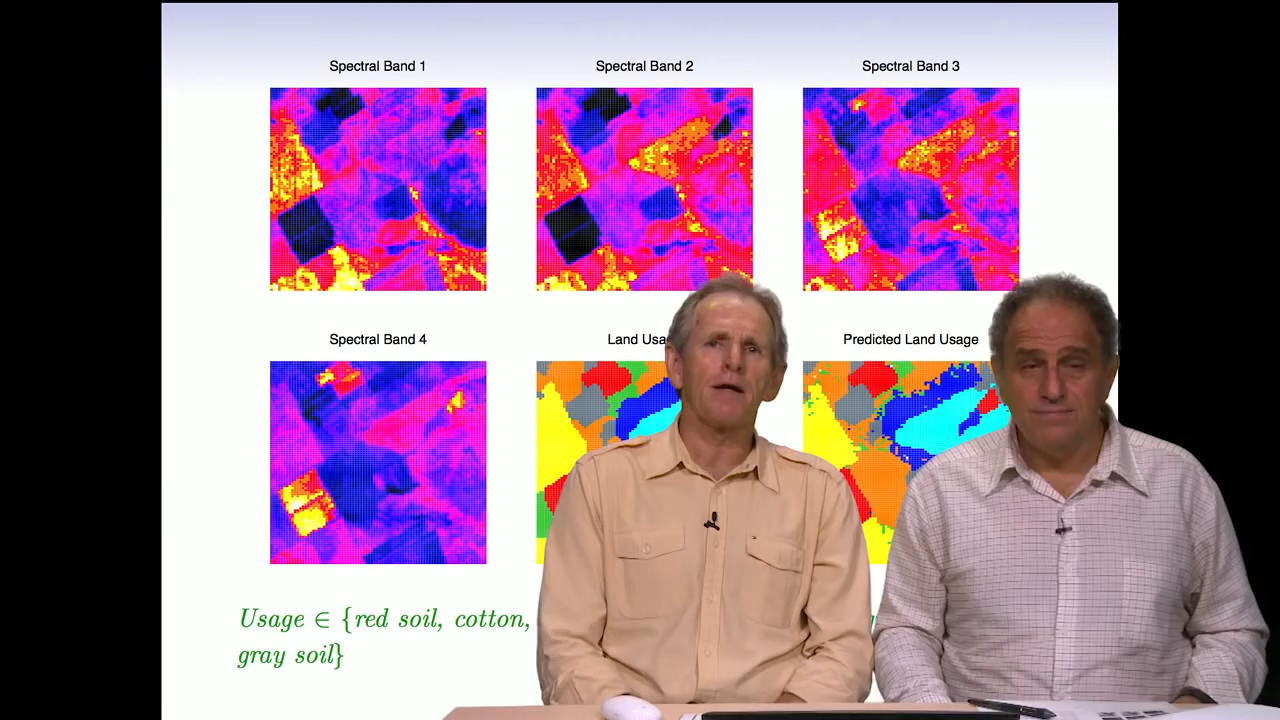 Spectral Band 1
Spectral Band 2
Spectral Band 3
Spectral Band 4
Land
Predicted Land Usage
Usage ∈ {red soil, cotton,
gray soil}